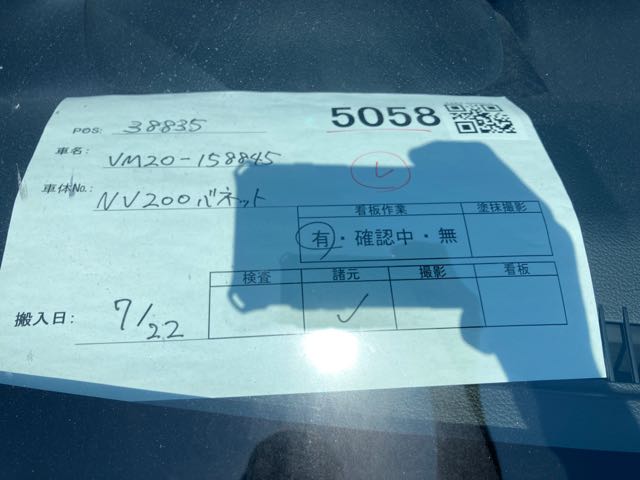 5058
POS: 38835
車名: VM20-158845
車体No.: NV200バネット
看板作業 塗抹撮影
有・確認中・無
検査 諸元 撮影 看板
搬入日: 7/22 ✓